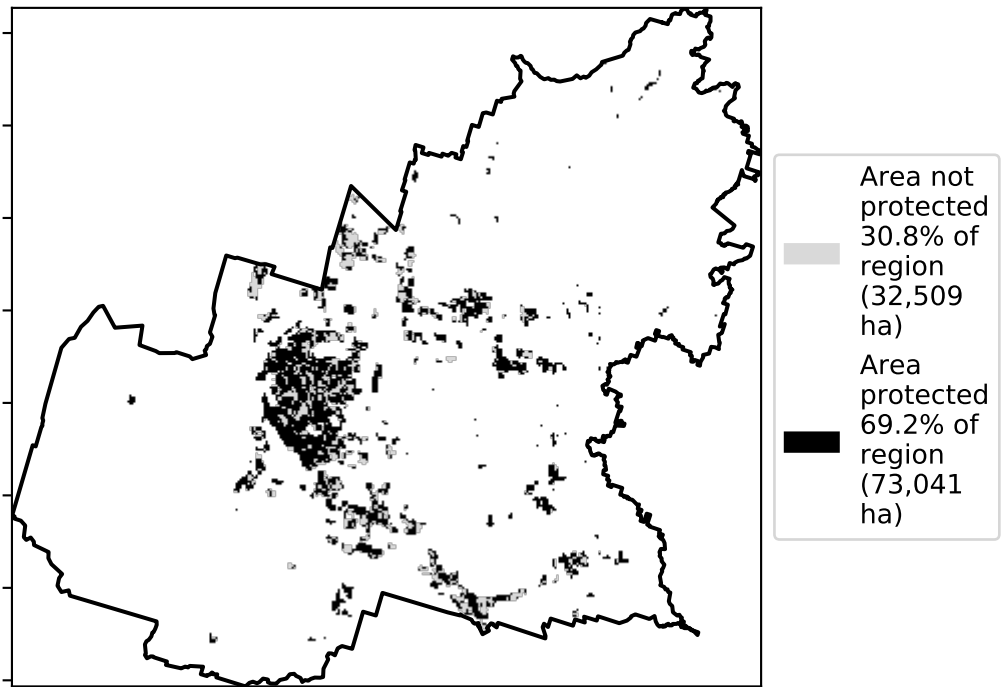 Area not
protected
30.8% of
region
(32,509
ha)
Area
protected
69.2% of
region
(73,041
ha)